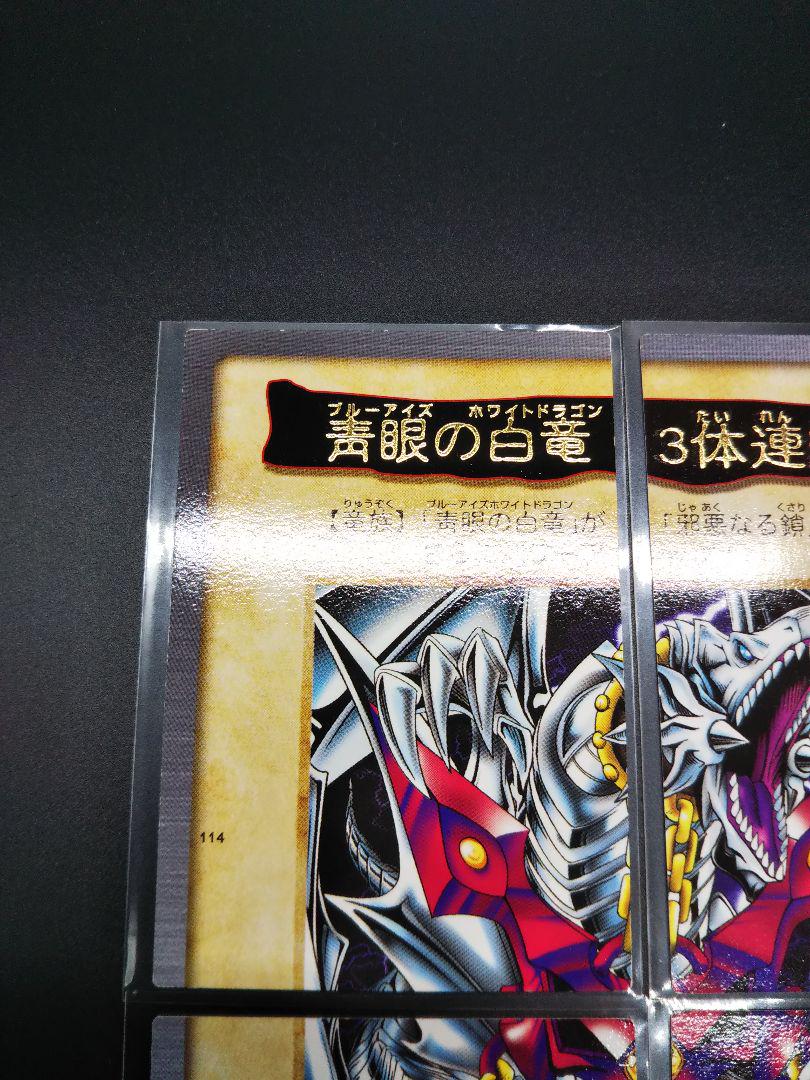 ブルーアイズ ホワイトドラゴン たい れん
青眼の白竜 3体連
りゅうぞく ブルーアイズホワイトドラゴン じゃあく くさり
【竜族】「青眼の白竜」が 「邪悪なる鎖」
114